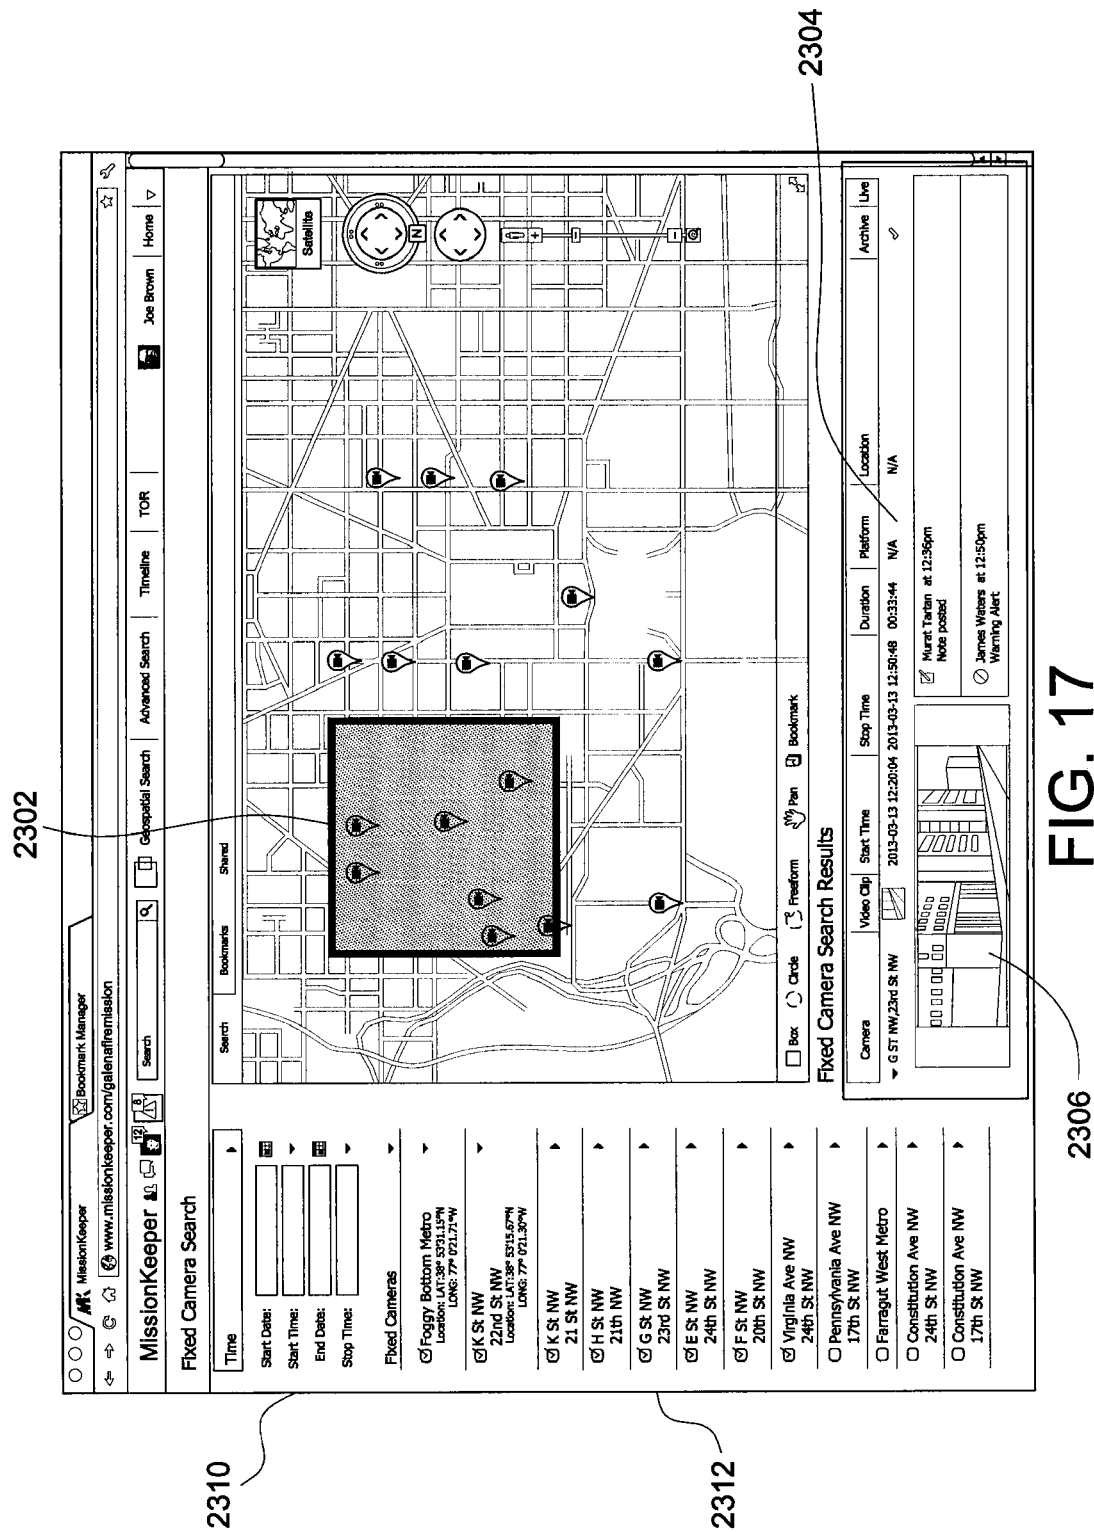 MissionKeeper
Bookmark Manager
www.missionkeeper.com/galenafiremission
MissionKeeper
12
8
Search
Geospatial Search
Advanced Search
Timeline
TOR
Joe Brown
Home
Fixed Camera Search
Time
Start Date:
Start Time:
End Date:
Stop Time:
Fixed Cameras
Foggy Bottom Metro
Location: LAT:38° 53'31.15"N
LONG: 77° 0'21.71"W
K St NW
22nd St NW
Location: LAT:38° 53'15.67"N
LONG: 77° 0'21.30"W
K St NW
21 St NW
H St NW
21th NW
G St NW
23rd St NW
E St NW
24th St NW
F St NW
20th St NW
Virginia Ave NW
24th St NW
Pennsylvania Ave NW
17th St NW
Farragut West Metro
Constitution Ave NW
24th St NW
Constitution Ave NW
17th St NW
Search
Bookmarks
Shared
Satellite
N
Box
Circle
Freeform
Pan
Bookmark
Fixed Camera Search Results
Camera
Video Clip
Start Time
Stop Time
Duration
Platform
Location
Archive
Live
G ST NW,23rd St NW
2013-03-13 12:20:04
2013-03-13 12:50:48
00:33:44
N/A
N/A
Murat Tartan at 12:36pm
Note posted
James Waters at 12:50pm
Warning Alert
2302
2304
2306
2310
2312
FIG. 17